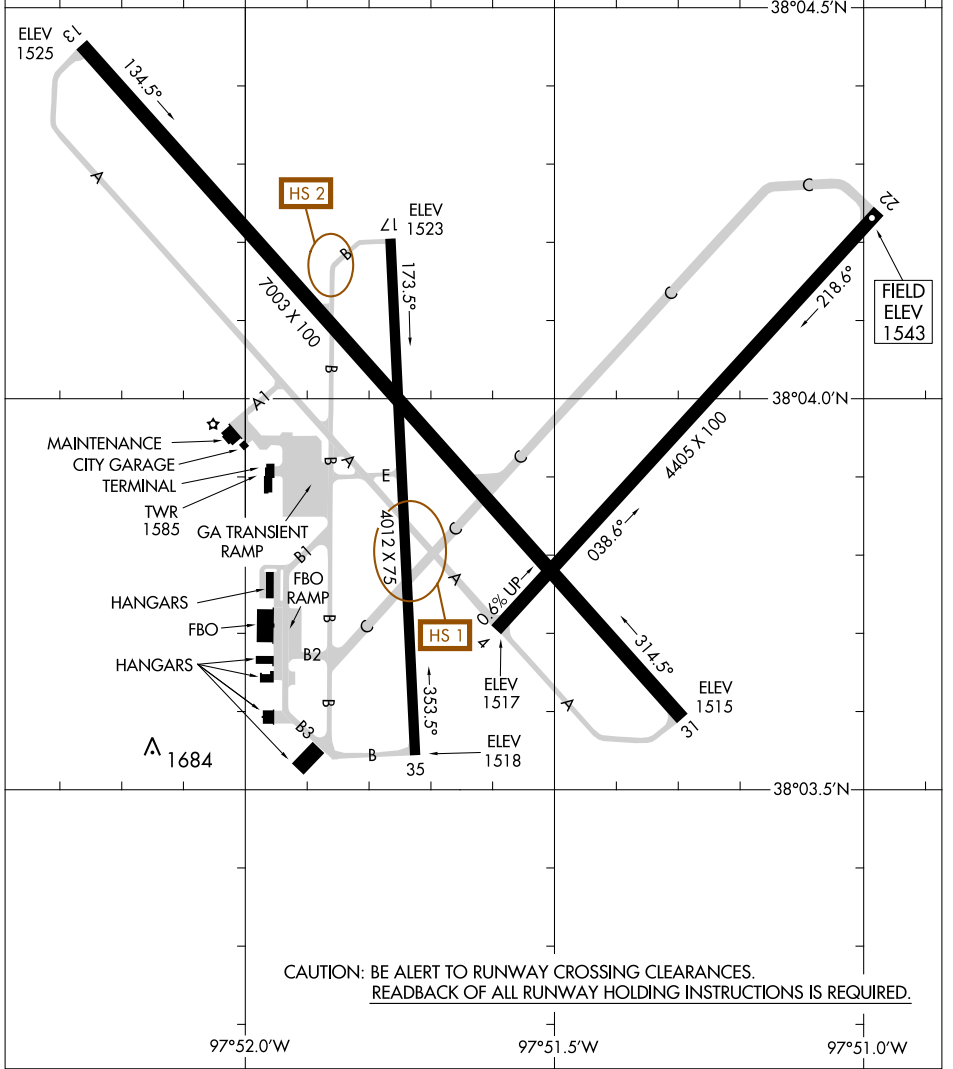 38°04.5'N
ELEV
1525
13
134.5°
A
HS 2
C
22
17
ELEV
1523
B
173.5°
7003 X 100
C
218.6°
FIELD
ELEV
1543
B
38°04.0'N
A1
MAINTENANCE
CITY GARAGE
TERMINAL
TWR
1585
B
A
E
C
4405 X 100
GA TRANSIENT
RAMP
4012 X 75
C
038.6°
B1
FBO
RAMP
A
0.6% UP
HANGARS
FBO
B
C
HS 1
4
314.5°
HANGARS
B2
353.5°
ELEV
1517
ELEV
1515
31
B
A
B3
B
35
ELEV
1518
1684
38°03.5'N
CAUTION: BE ALERT TO RUNWAY CROSSING CLEARANCES.
READBACK OF ALL RUNWAY HOLDING INSTRUCTIONS IS REQUIRED.
97°52.0'W
97°51.5'W
97°51.0'W